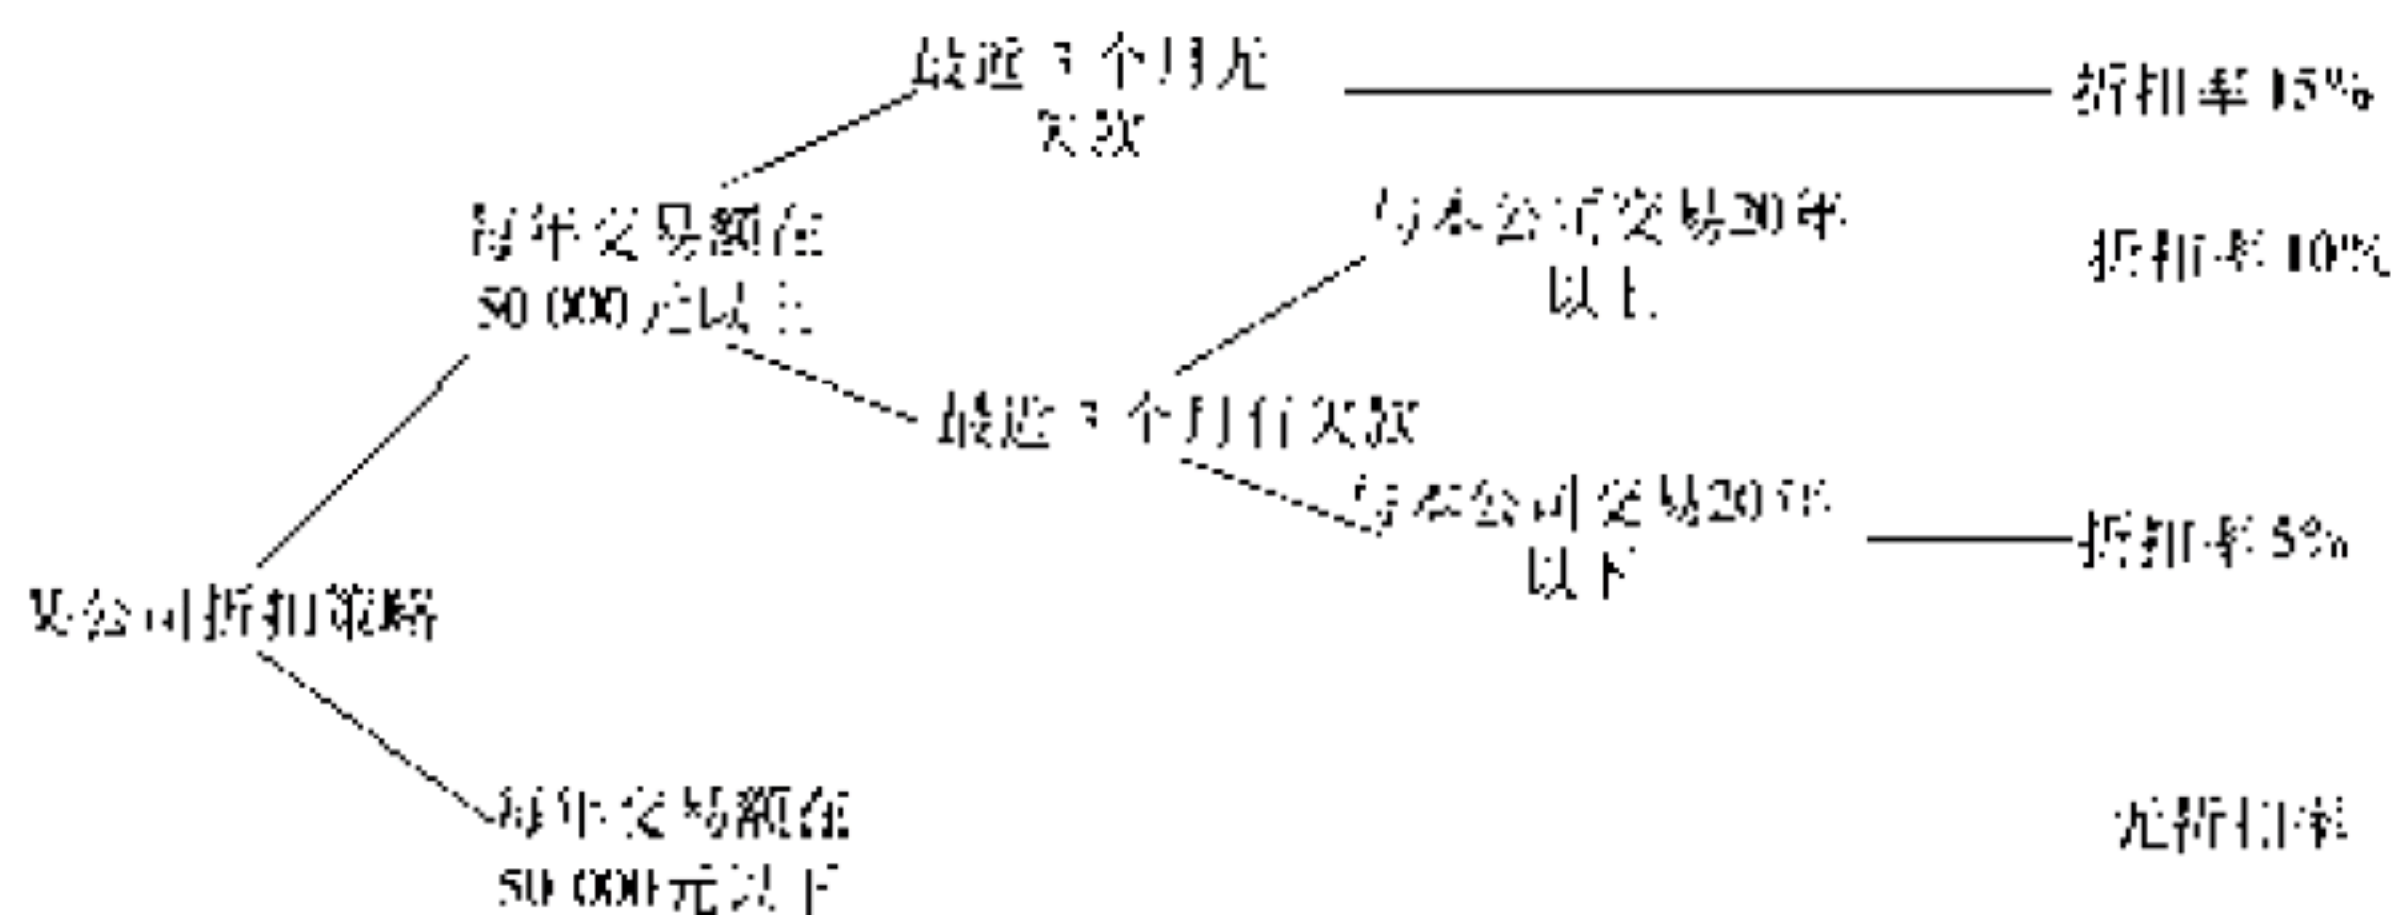 最近3个月无
欠款
折扣率15%
每年交易额在
50 000元以上
与本公司交易20年
以上
折扣率10%
最近3个月有欠款
与本公司交易20年
以下
折扣率5%
某公司折扣策略
每年交易额在
50 000元以下
无折扣率